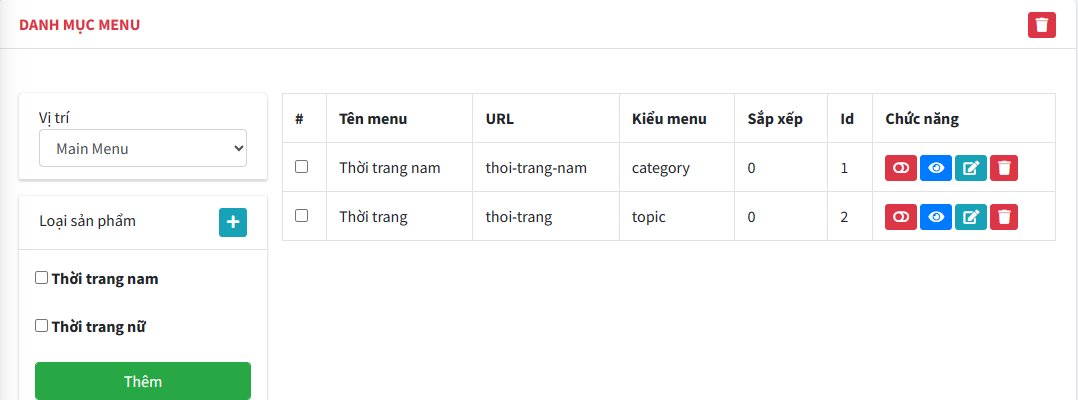 DANH MỤC MENU
Vị trí
Main Menu
Loại sản phẩm
Thời trang nam
Thời trang nữ
Thêm
# Tên menu URL Kiểu menu Sắp xếp Id Chức năng
Thời trang nam thoi-trang-nam category 0 1
Thời trang thoi-trang topic 0 2